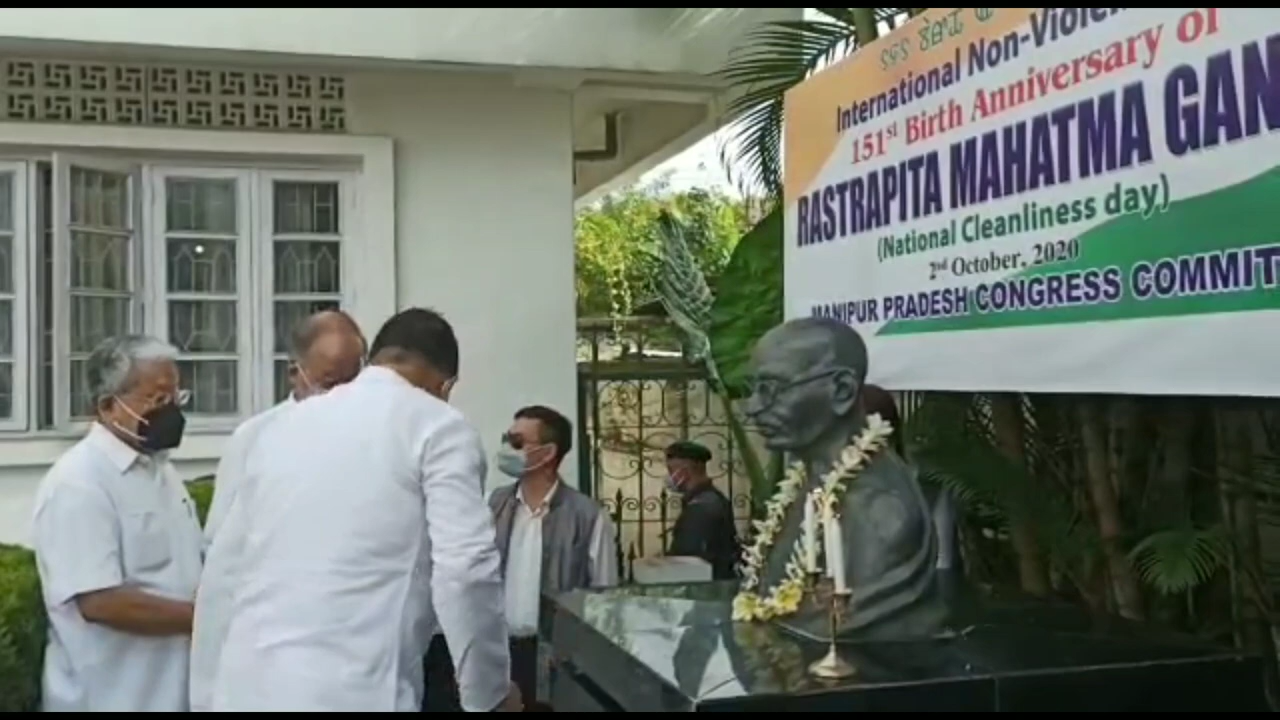 International Non-Violen
151st Birth Anniversary of
RASTRAPITA MAHATMA GAN
(National Cleanliness day)
2nd October, 2020
MANIPUR PRADESH CONGRESS COMMIT